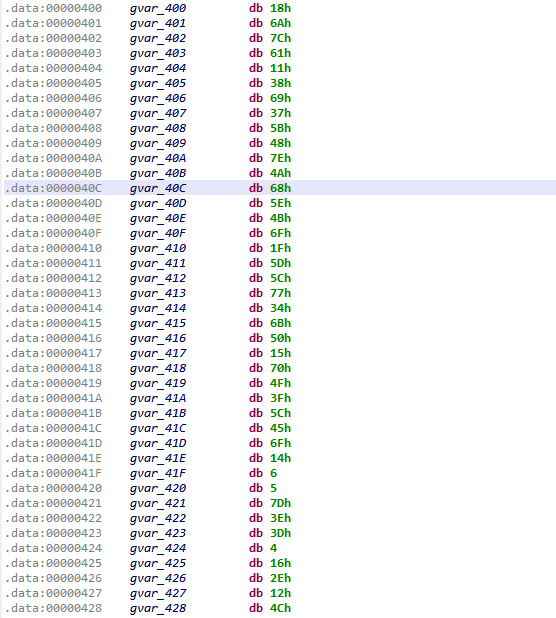 .data:00000400 gvar_400 db 18h
.data:00000401 gvar_401 db 6Ah
.data:00000402 gvar_402 db 7Ch
.data:00000403 gvar_403 db 61h
.data:00000404 gvar_404 db 11h
.data:00000405 gvar_405 db 38h
.data:00000406 gvar_406 db 69h
.data:00000407 gvar_407 db 37h
.data:00000408 gvar_408 db 5Bh
.data:00000409 gvar_409 db 48h
.data:0000040A gvar_40A db 7Eh
.data:0000040B gvar_40B db 4Ah
.data:0000040C gvar_40C db 68h
.data:0000040D gvar_40D db 5Eh
.data:0000040E gvar_40E db 4Bh
.data:0000040F gvar_40F db 6Fh
.data:00000410 gvar_410 db 1Fh
.data:00000411 gvar_411 db 5Dh
.data:00000412 gvar_412 db 5Ch
.data:00000413 gvar_413 db 77h
.data:00000414 gvar_414 db 34h
.data:00000415 gvar_415 db 6Bh
.data:00000416 gvar_416 db 50h
.data:00000417 gvar_417 db 15h
.data:00000418 gvar_418 db 70h
.data:00000419 gvar_419 db 4Fh
.data:0000041A gvar_41A db 3Fh
.data:0000041B gvar_41B db 5Ch
.data:0000041C gvar_41C db 45h
.data:0000041D gvar_41D db 6Fh
.data:0000041E gvar_41E db 14h
.data:0000041F gvar_41F db 6
.data:00000420 gvar_420 db 5
.data:00000421 gvar_421 db 7Dh
.data:00000422 gvar_422 db 3Eh
.data:00000423 gvar_423 db 3Dh
.data:00000424 gvar_424 db 4
.data:00000425 gvar_425 db 16h
.data:00000426 gvar_426 db 2Eh
.data:00000427 gvar_427 db 12h
.data:00000428 gvar_428 db 4Ch